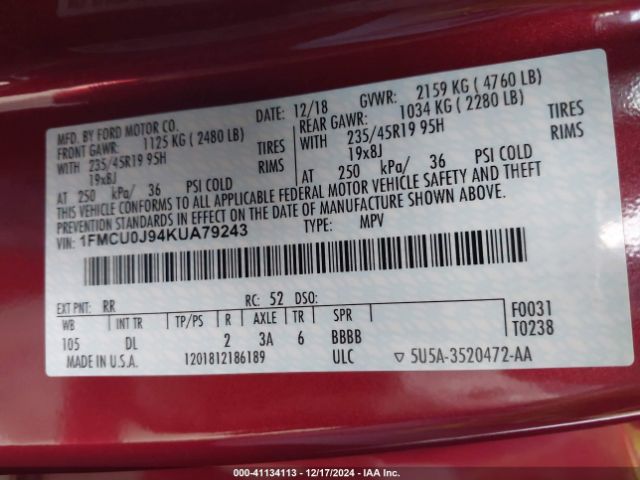 MFD. BY FORD MOTOR CO. DATE: 12/18 GVWR: 2159 KG ( 4760 LB)
FRONT GAWR: 1125 KG ( 2480 LB) REAR GAWR: 1034 KG ( 2280 LB)
WITH 235/45R19 95H TIRES WITH 235/45R19 95H TIRES
19x8J RIMS 19x8J RIMS
AT 250 kPa/ 36 PSI COLD AT 250 kPa/ 36 PSI COLD
THIS VEHICLE CONFORMS TO ALL APPLICABLE FEDERAL MOTOR VEHICLE SAFETY AND THEFT
PREVENTION STANDARDS IN EFFECT ON THE DATE OF MANUFACTURE SHOWN ABOVE.
VIN: 1FMCU0J94KUA79243 TYPE: MPV
EXT PNT: RR RC: 52 DSO: F0031
WB INT TR TP/PS R AXLE TR SPR T0238
105 DL 2 3A 6 BBBB
MADE IN U.S.A. 1201812186189 ULC ▽ 5U5A-3520472-AA
000-41134113 - 12/17/2024 - IAA Inc.